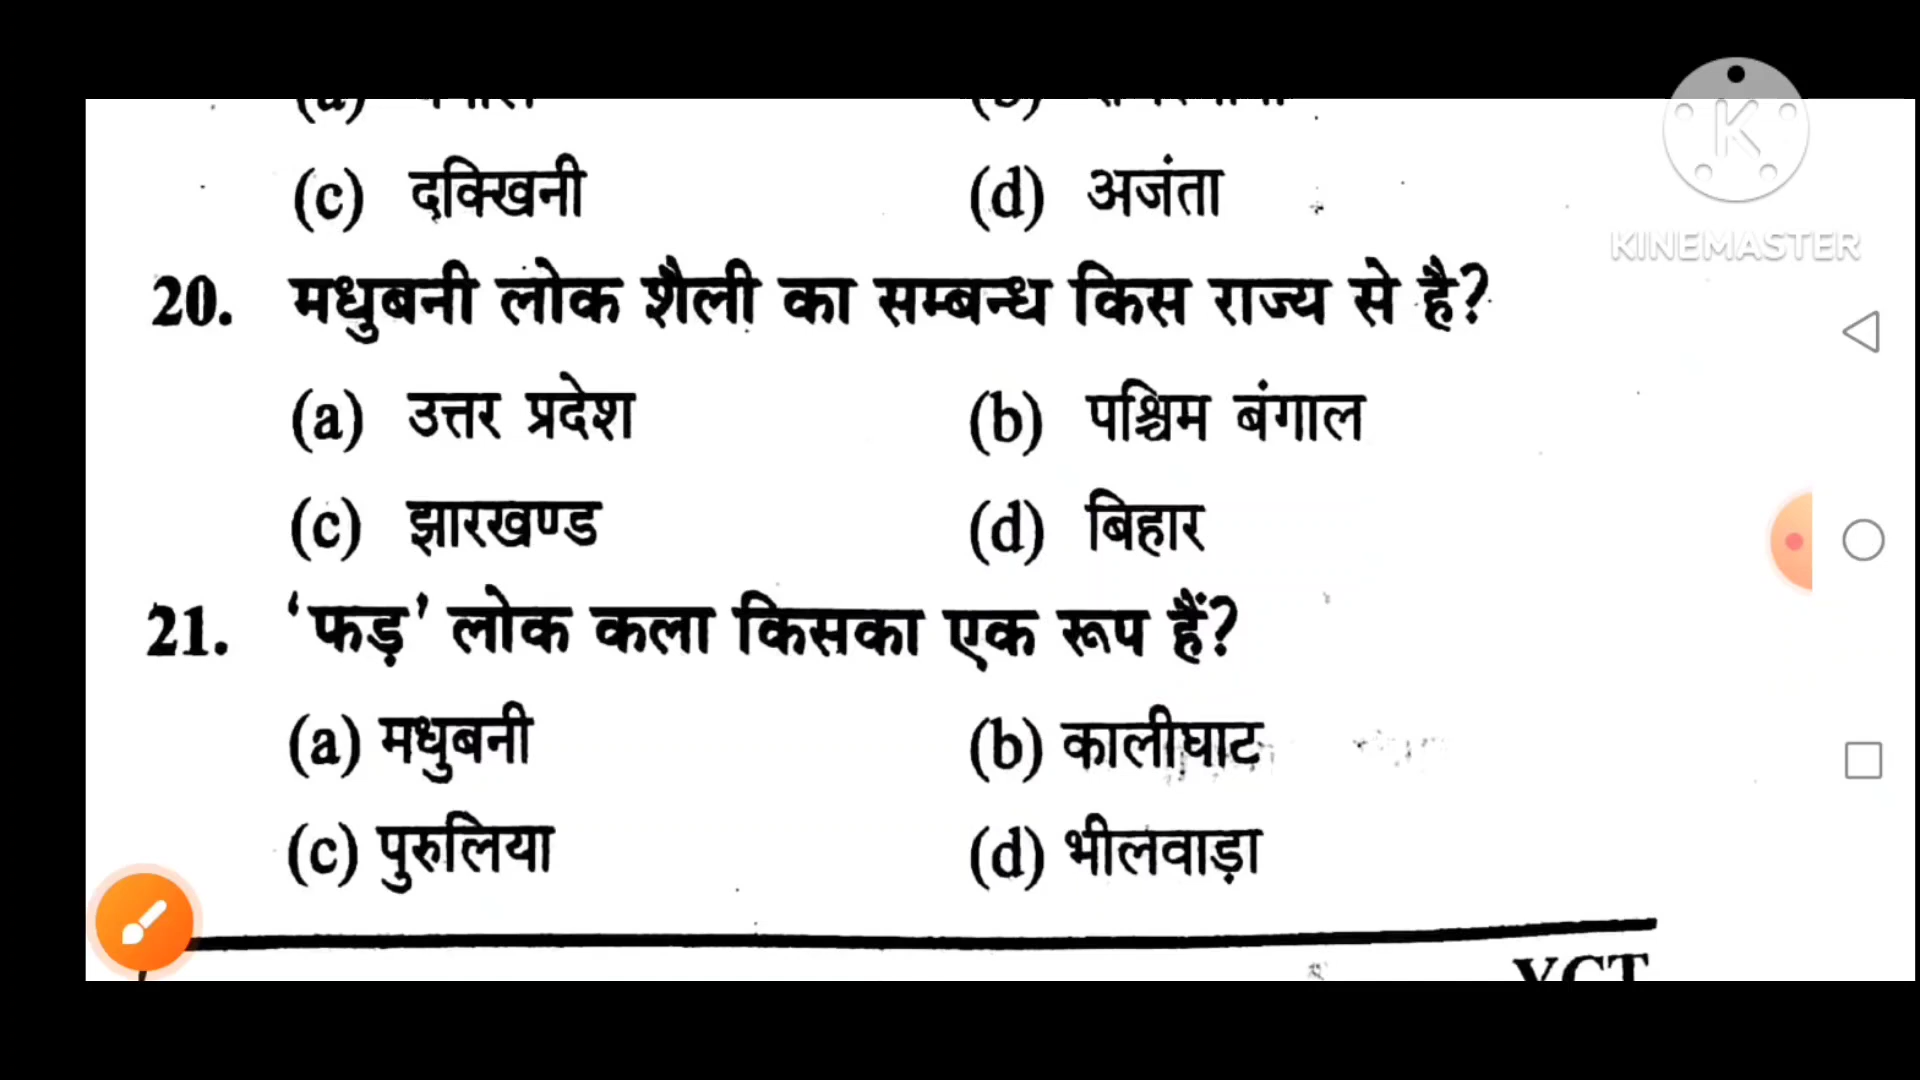 (c) दक्खिनी (d) अजंता
KINEMASTER
20. मधुबनी लोक शैली का सम्बन्ध किस राज्य से है?
(a) उत्तर प्रदेश (b) पश्चिम बंगाल
(c) झारखण्ड (d) बिहार
21. ‘फड़’ लोक कला किसका एक रूप हैं?
(a) मधुबनी (b) कालीघाट
(c) पुरुलिया (d) भीलवाड़ा
YCT